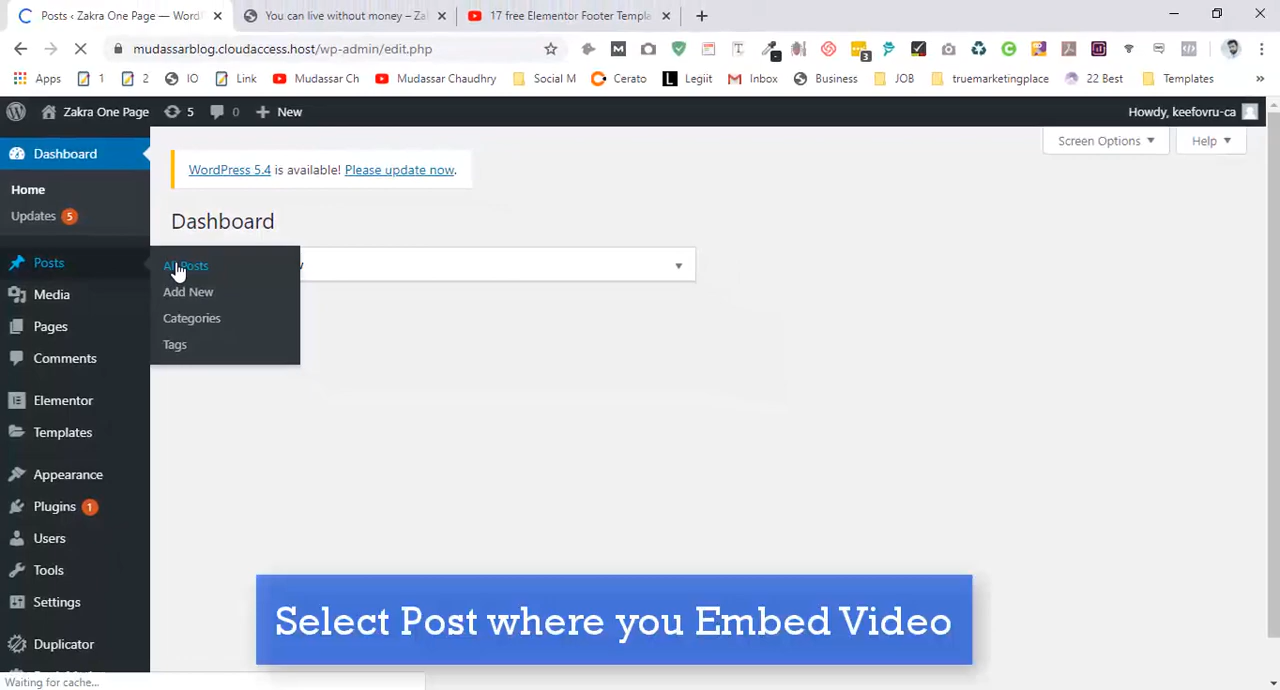 Posts ‹ Zakra One Page — WordP
You can live without money – Zak
17 free Elementor Footer Templa
mudassarblog.cloudaccess.host/wp-admin/edit.php
3
Apps
1
2
IO
Link
Mudassar Ch
Mudassar Chaudhry
Social M
Cerato
Legiit
Inbox
Business
JOB
truemarketingplace
22 Best
Templates
Zakra One Page
5
0
New
Howdy, keefovru-ca
Dashboard
Home
Updates 5
Posts
Media
Pages
Comments
Elementor
Templates
Appearance
Plugins 1
Users
Tools
Settings
Duplicator
Screen Options
Help
WordPress 5.4 is available! Please update now.
Dashboard
All Posts
Add New
Categories
Tags
Select Post where you Embed Video
Waiting for cache...